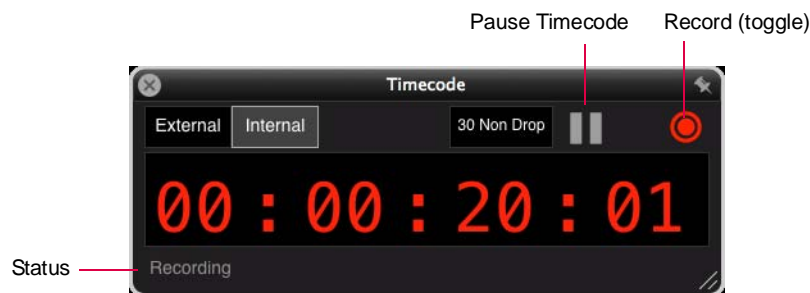 Pause Timecode Record (toggle)
Timecode
External Internal 30 Non Drop
00 : 00 : 20 : 01
Status Recording